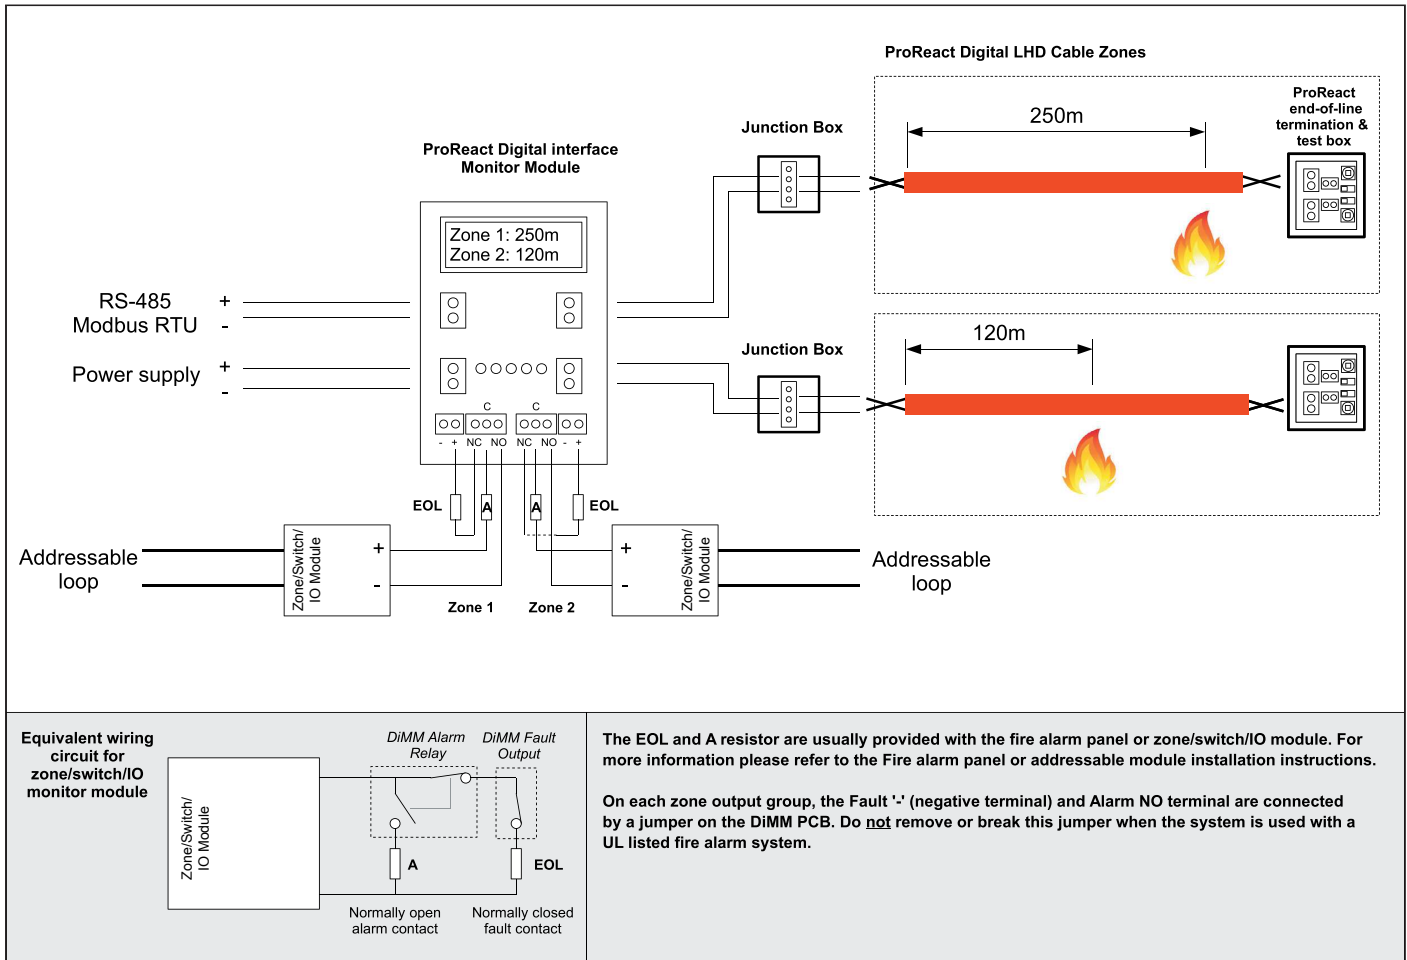 ProReact Digital LHD Cable Zones
ProReact
end-of-line
termination &
test box
250m
Junction Box
ProReact Digital interface
Monitor Module
Zone 1: 250m
Zone 2: 120m
RS-485
Modbus RTU
+
-
Power supply
+
-
Junction Box
120m
C
C
- + NC NO NC NO - +
EOL
A
A
EOL
Addressable
loop
Zone/Switch/
IO Module
+
-
Zone 1
Zone 2
+
-
Zone/Switch/
IO Module
Addressable
loop
Equivalent wiring
circuit for
zone/switch/IO
monitor module
Zone/Switch/
IO Module
DiMM Alarm
Relay
DiMM Fault
Output
A
EOL
Normally open
alarm contact
Normally closed
fault contact
The EOL and A resistor are usually provided with the fire alarm panel or zone/switch/IO module. For
more information please refer to the Fire alarm panel or addressable module installation instructions.
On each zone output group, the Fault '-' (negative terminal) and Alarm NO terminal are connected
by a jumper on the DiMM PCB. Do not remove or break this jumper when the system is used with a
UL listed fire alarm system.